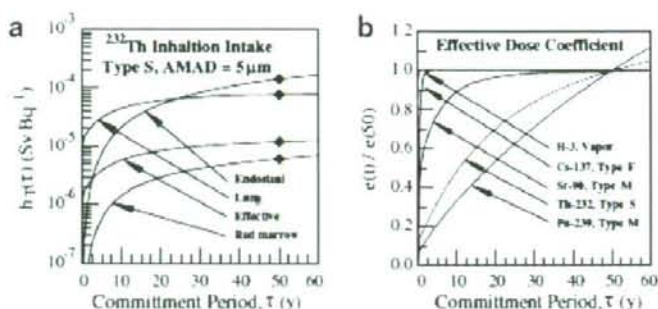 a
232Th Inhaltion Intake
Type S, AMAD = 5μm
Endosteal
Lung
Effective
Red marrow
10-3
10-4
10-5
10-6
10-7
hT(τ) (Sv Bq-1)
0 10 20 30 40 50 60
Committment Period, τ (y)
b
Effective Dose Coefficient
H-3, Vapor
Cs-137, Type F
Sr-90, Type M
Th-232, Type S
Pu-239, Type M
1.2
1.0
0.8
0.6
0.4
0.2
0.0
e(τ) / e(50)
0 10 20 30 40 50 60
Committment Period, τ (y)